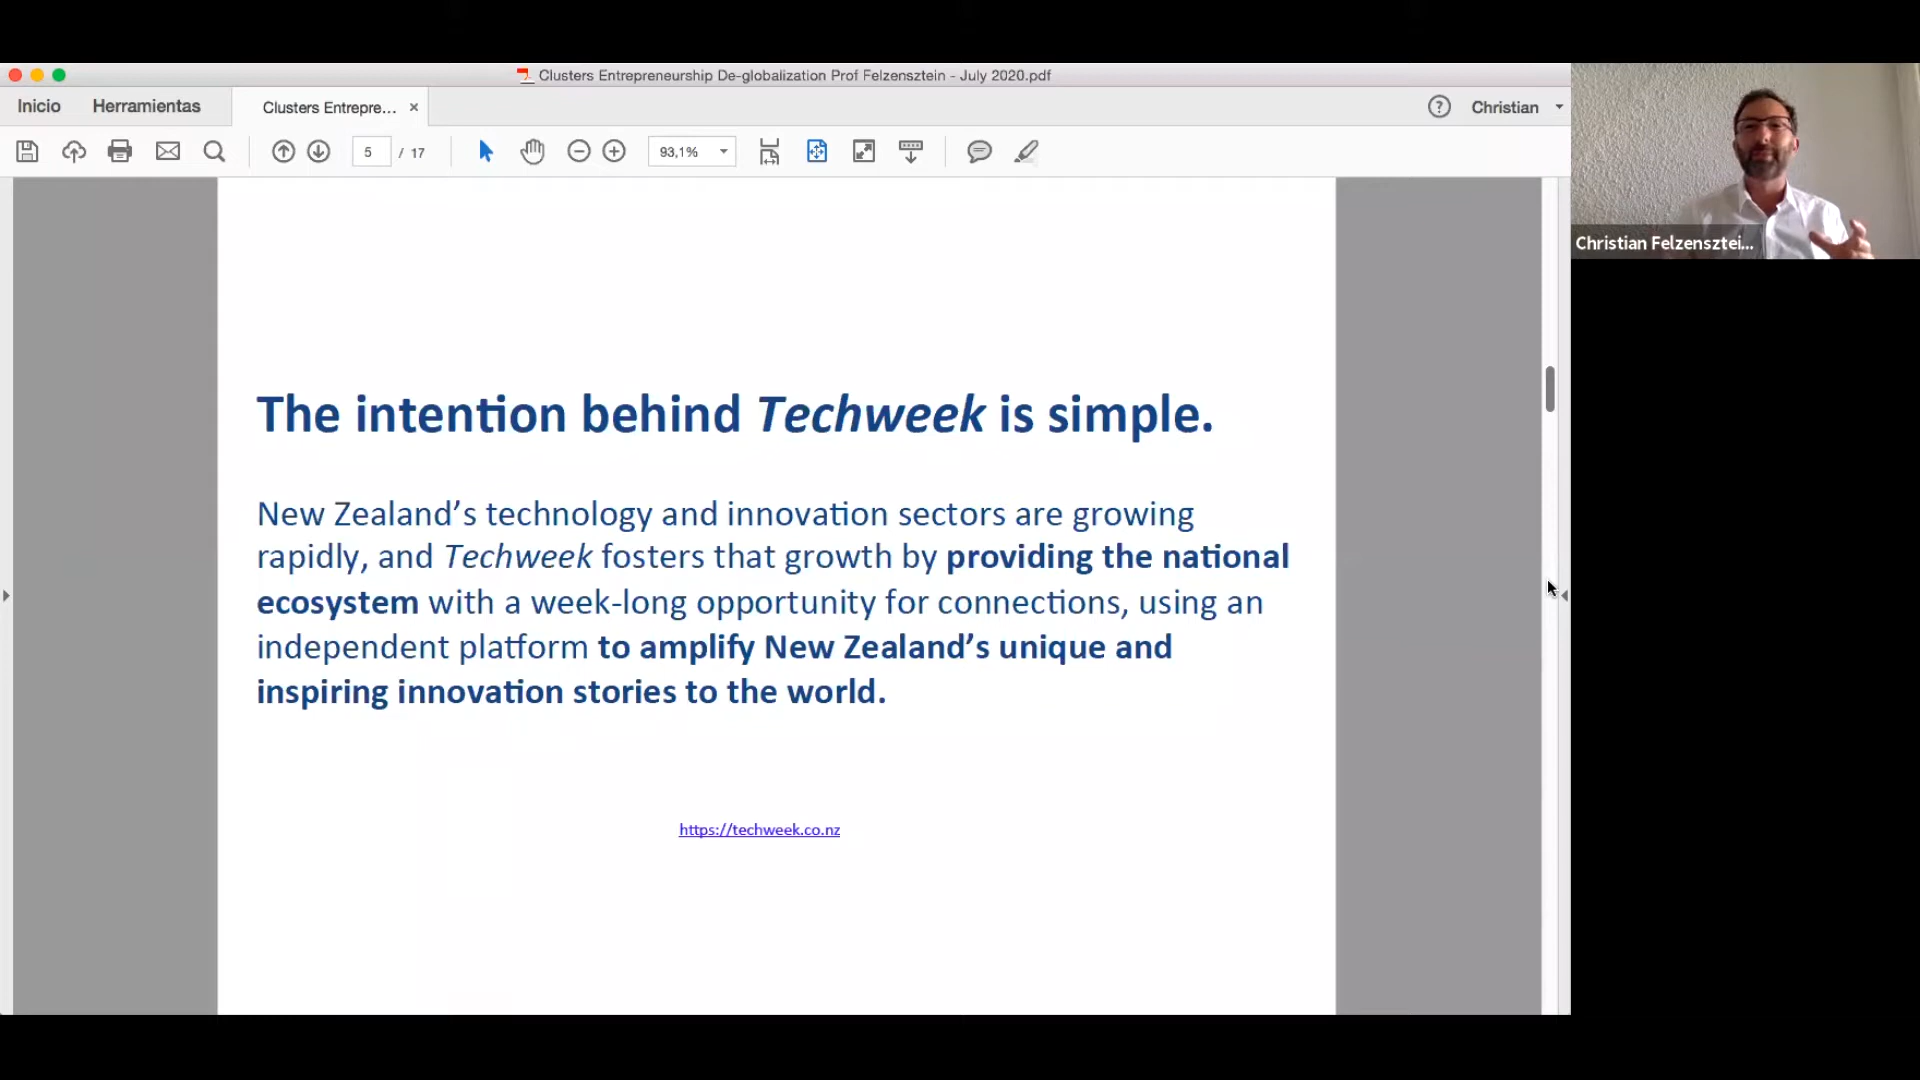 Clusters Entrepreneurship De-globalization Prof Felzensztein - July 2020.pdf
Inicio
Herramientas
Clusters Entrepre... ×
? Christian
5 / 17
93,1%
Christian Felzensztei...
The intention behind Techweek is simple.
New Zealand’s technology and innovation sectors are growing
rapidly, and Techweek fosters that growth by providing the national
ecosystem with a week-long opportunity for connections, using an
independent platform to amplify New Zealand’s unique and
inspiring innovation stories to the world.
https://techweek.co.nz